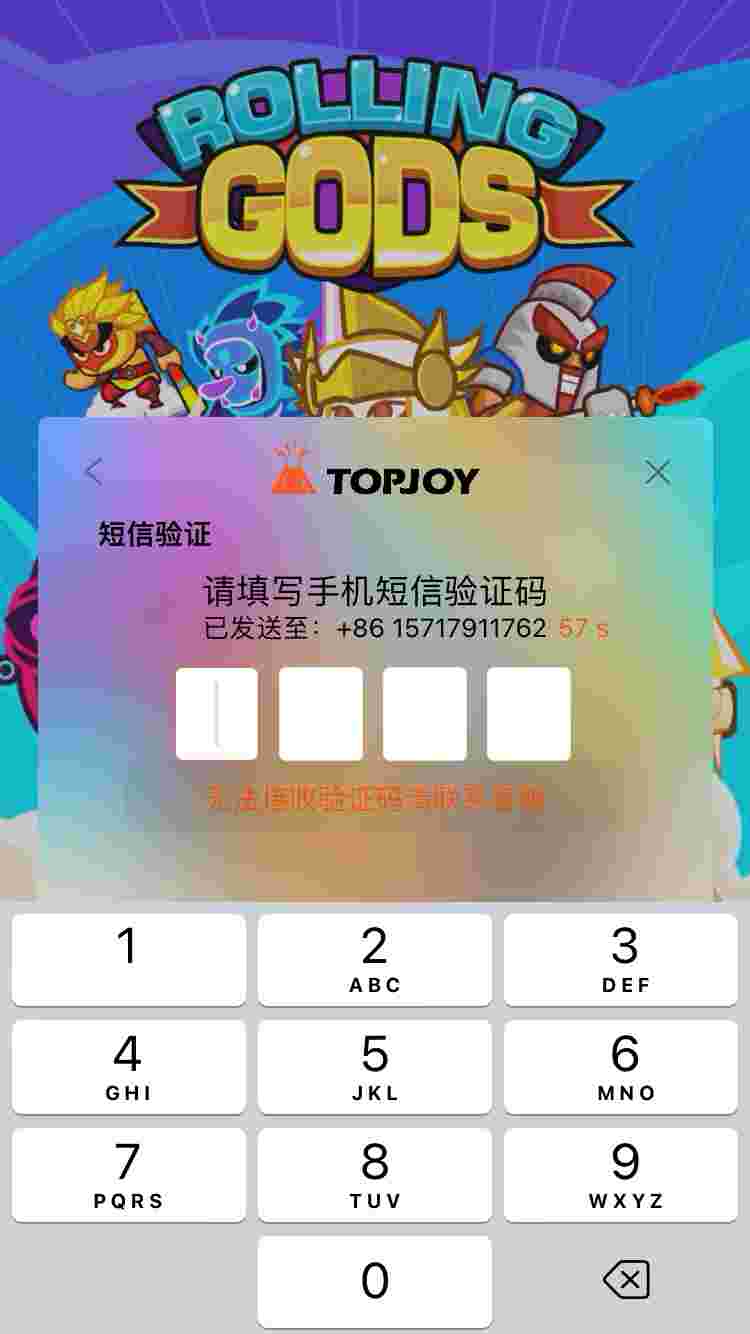 ROLLING
GODS
TOPJOY
短信验证
请填写手机短信验证码
已发送至：+86 15717911762 57 s
无法接收验证码请联系客服
1
2
ABC
3
DEF
4
GHI
5
JKL
6
MNO
7
PQRS
8
TUV
9
WXYZ
0